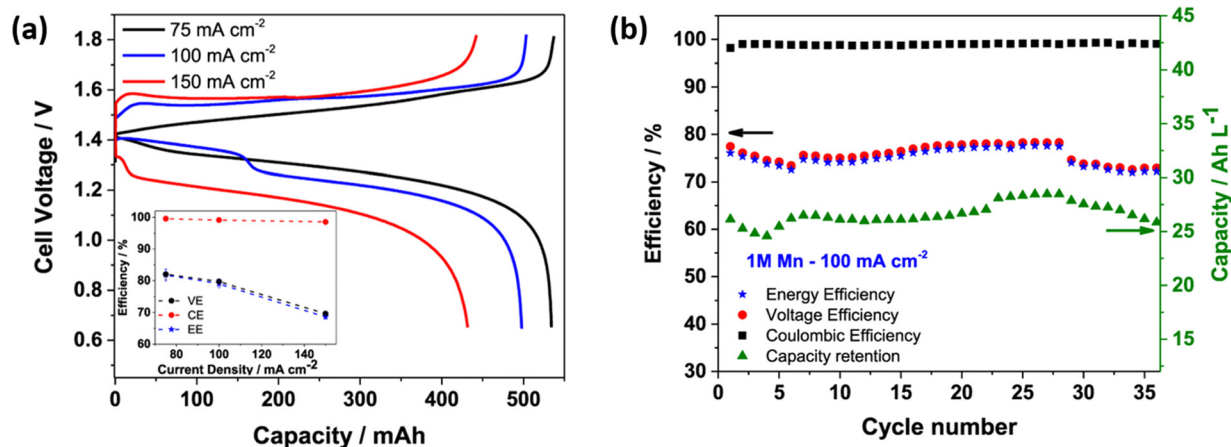 (a)
75 mA cm-2
100 mA cm-2
150 mA cm-2
1.8
1.6
1.4
1.2
1.0
0.8
0.6
Cell Voltage / V
0 100 200 300 400 500
Capacity / mAh
100
90
80
70
60
Efficiency / %
VE
CE
EE
80 100 120 140
Current Density / mA cm-2
(b)
100
90
80
70
60
50
40
30
Efficiency / %
45
40
35
30
25
20
15
Capacity / Ah L-1
1M Mn - 100 mA cm-2
Energy Efficiency
Voltage Efficiency
Coulombic Efficiency
Capacity retention
0 5 10 15 20 25 30 35
Cycle number